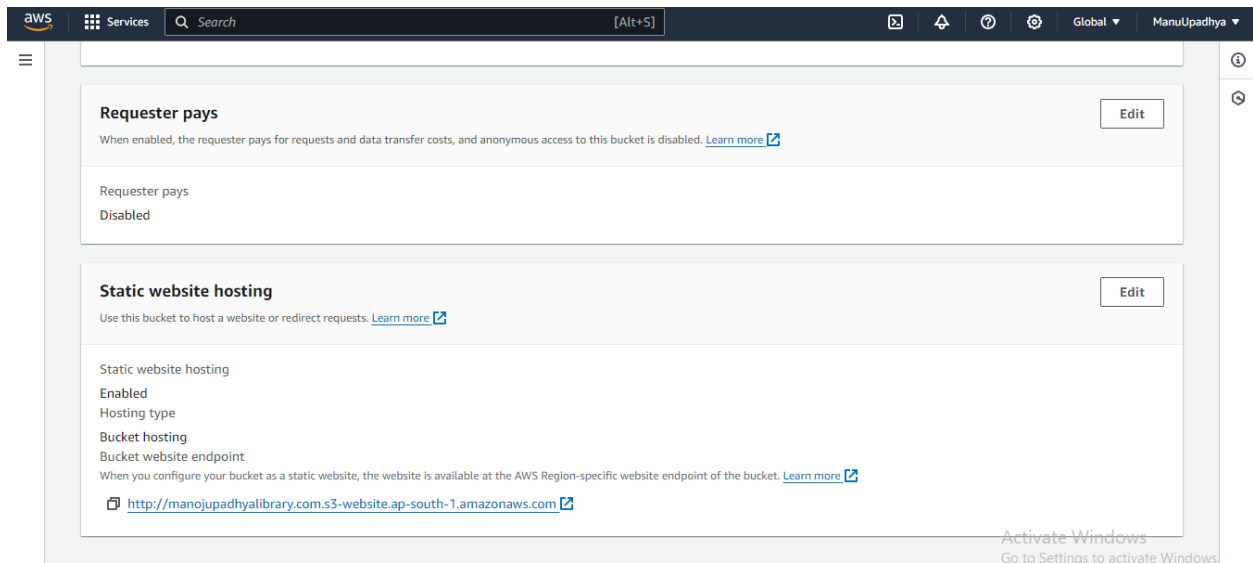 aws Services Search [Alt+S] Global ManuUpadhya
Requester pays Edit
When enabled, the requester pays for requests and data transfer costs, and anonymous access to this bucket is disabled. Learn more
Requester pays
Disabled
Static website hosting Edit
Use this bucket to host a website or redirect requests. Learn more
Static website hosting
Enabled
Hosting type
Bucket hosting
Bucket website endpoint
When you configure your bucket as a static website, the website is available at the AWS Region-specific website endpoint of the bucket. Learn more
http://manojupadhyalibrary.com.s3-website.ap-south-1.amazonaws.com
Activate Windows
Go to Settings to activate Windows.